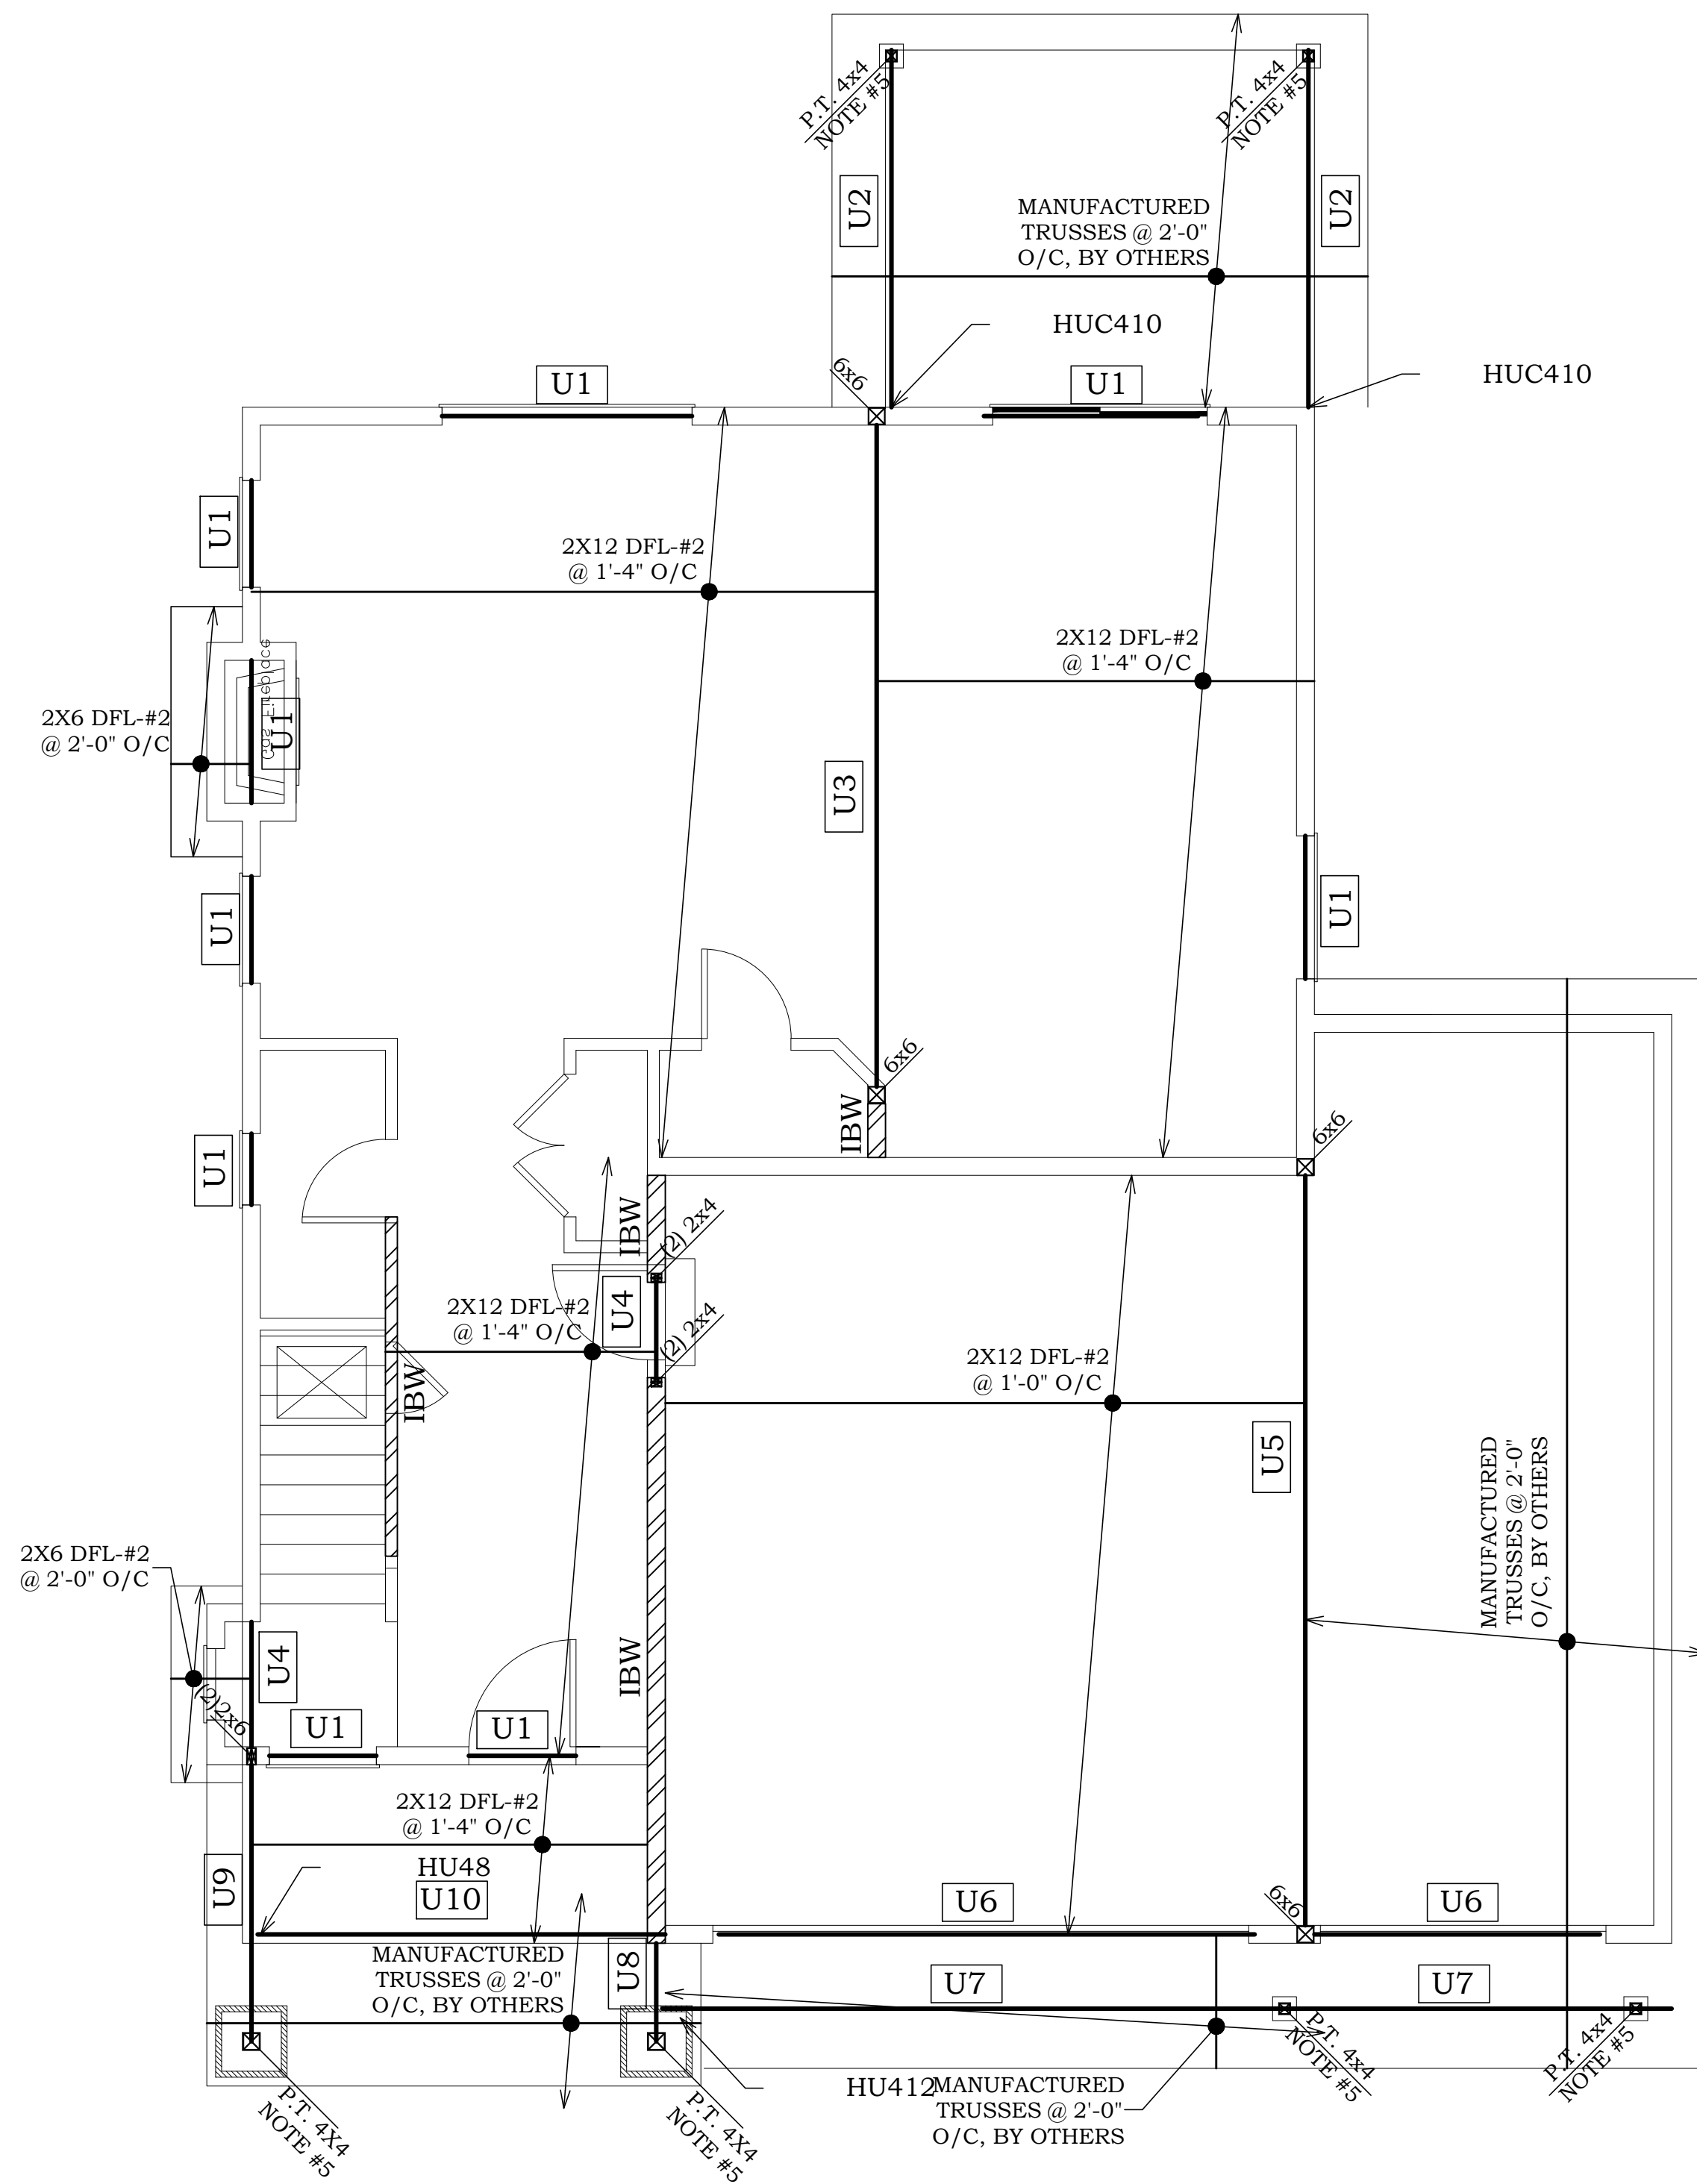 P.T. 4x4
NOTE #5
P.T. 4x4
NOTE #5
U2
U2
MANUFACTURED
TRUSSES @ 2'-0"
O/C, BY OTHERS
HUC410
HUC410
6x6
U1
U1
U1
2X12 DFL-#2
@ 1'-4" O/C
2X12 DFL-#2
@ 1'-4" O/C
Gas Fireplace
U1
2X6 DFL-#2
@ 2'-0" O/C
U3
U1
U1
6x6
IBW
6x6
U1
IBW
(2) 2x4
U4
(2) 2x4
2X12 DFL-#2
@ 1'-4" O/C
IBW
2X12 DFL-#2
@ 1'-0" O/C
U5
MANUFACTURED
TRUSSES @ 2'-0"
O/C, BY OTHERS
2X6 DFL-#2
@ 2'-0" O/C
U4
(2)2x6
IBW
U1
U1
2X12 DFL-#2
@ 1'-4" O/C
HU48
U10
U9
U6
6x6
U6
MANUFACTURED
TRUSSES @ 2'-0"
O/C, BY OTHERS
U8
U7
U7
P.T. 4x4
NOTE #5
P.T. 4x4
NOTE #5
HU412
MANUFACTURED
TRUSSES @ 2'-0"
O/C, BY OTHERS
P.T. 4X4
NOTE #5
P.T. 4X4
NOTE #5